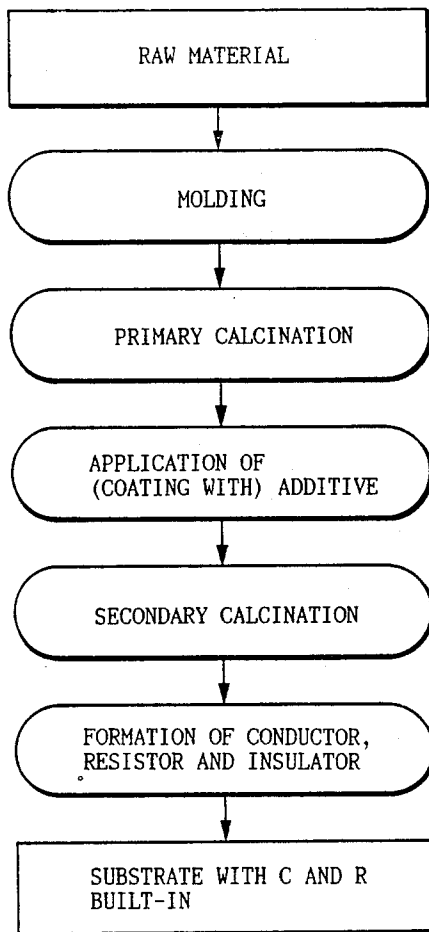 RAW MATERIAL
MOLDING
PRIMARY CALCINATION
APPLICATION OF
(COATING WITH) ADDITIVE
SECONDARY CALCINATION
FORMATION OF CONDUCTOR,
RESISTOR AND INSULATOR
SUBSTRATE WITH C AND R
BUILT-IN